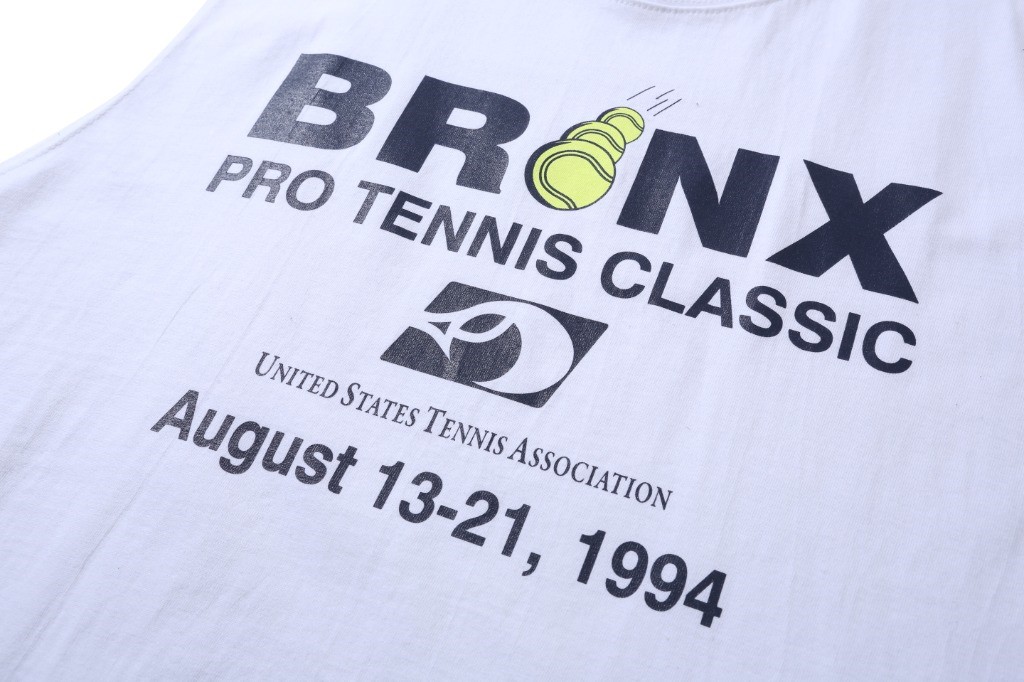 BRONX
PRO TENNIS CLASSIC
UNITED STATES TENNIS ASSOCIATION
August 13-21, 1994